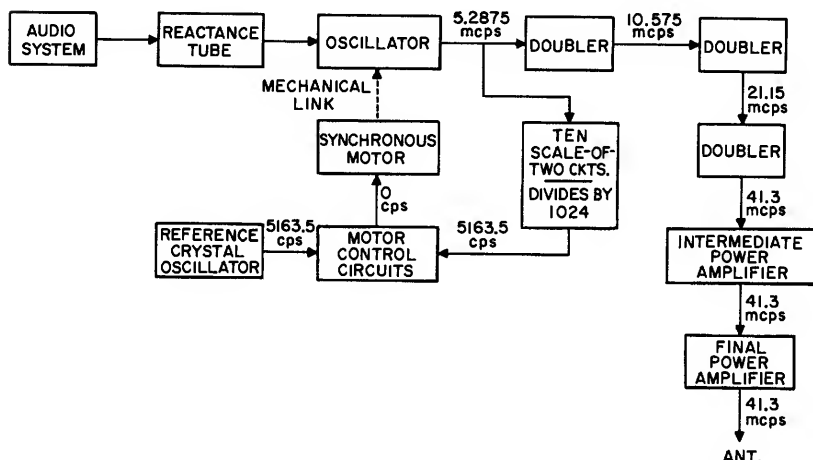 AUDIO
SYSTEM
REACTANCE
TUBE
OSCILLATOR
5.2875
mcps
DOUBLER
10.575
mcps
DOUBLER
21.15
mcps
DOUBLER
MECHANICAL
LINK
SYNCHRONOUS
MOTOR
TEN
SCALE-OF-
TWO CKTS.
DIVIDES BY
1024
0
cps
41.3
mcps
REFERENCE
CRYSTAL
OSCILLATOR
5163.5
cps
MOTOR
CONTROL
CIRCUITS
5163.5
cps
INTERMEDIATE
POWER
AMPLIFIER
41.3
mcps
FINAL
POWER
AMPLIFIER
41.3
mcps
ANT.